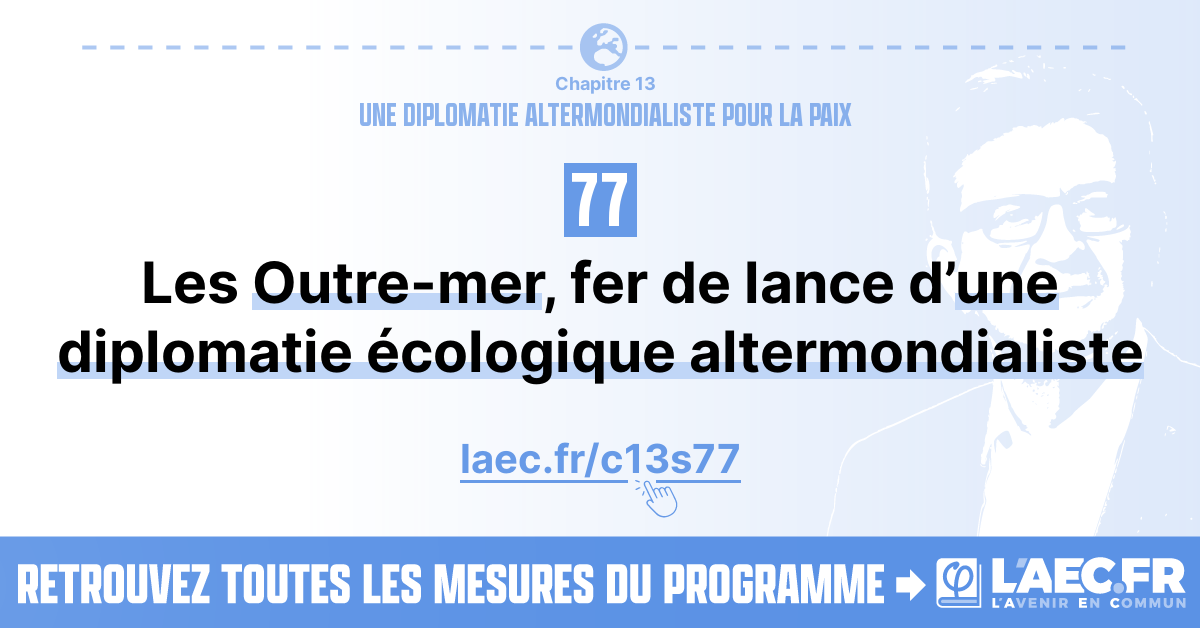 Chapitre 13
UNE DIPLOMATIE ALTERMONDIALISTE POUR LA PAIX
77
Les Outre-mer, fer de lance d’une
diplomatie écologique altermondialiste
laec.fr/c13s77
RETROUVEZ TOUTES LES MESURES DU PROGRAMME
φ
L'AEC.FR
L'AVENIR EN COMMUN